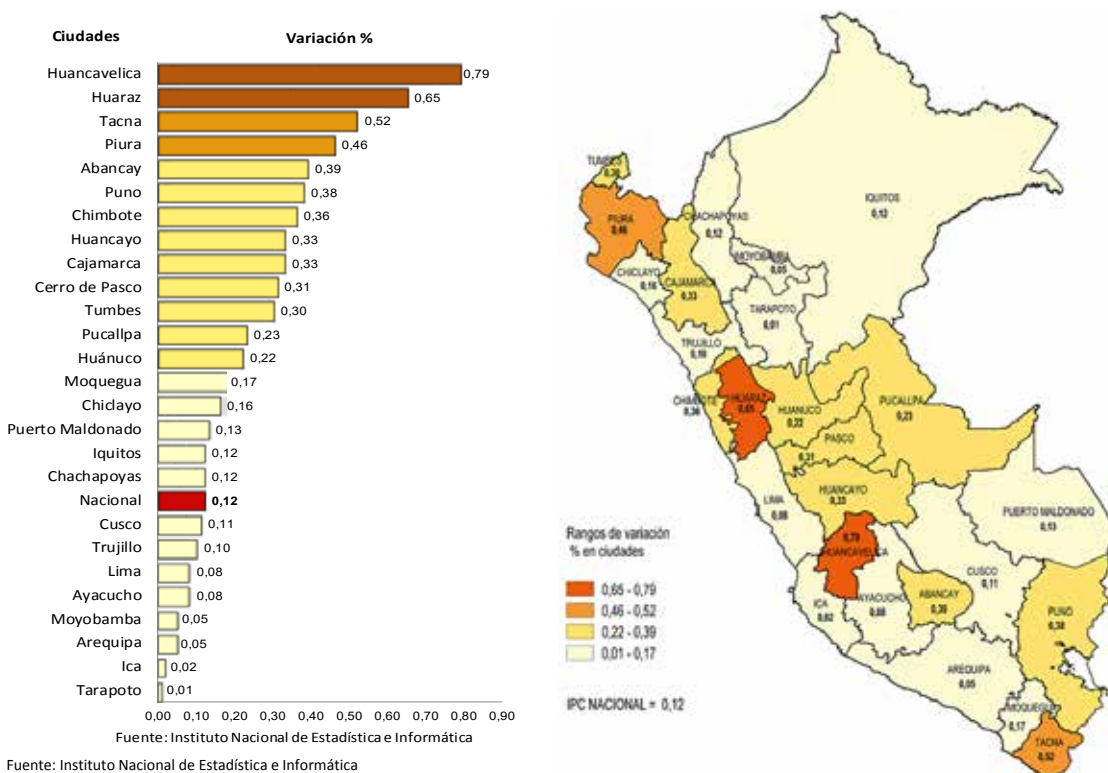 Ciudades Variación %
Huancavelica 0,79
Huaraz 0,65
Tacna 0,52
Piura 0,46
Abancay 0,39
Puno 0,38
Chimbote 0,36
Huancayo 0,33
Cajamarca 0,33
Cerro de Pasco 0,31
Tumbes 0,30
Pucallpa 0,23
Huánuco 0,22
Moquegua 0,17
Chiclayo 0,16
Puerto Maldonado 0,13
Iquitos 0,12
Chachapoyas 0,12
Nacional 0,12
Cusco 0,11
Trujillo 0,10
Lima 0,08
Ayacucho 0,08
Moyobamba 0,05
Arequipa 0,05
Ica 0,02
Tarapoto 0,01
0,00 0,10 0,20 0,30 0,40 0,50 0,60 0,70 0,80 0,90
Fuente: Instituto Nacional de Estadística e Informática
Fuente: Instituto Nacional de Estadística e Informática
TUMBES
0,30
PIURA
0,46
CHACHAPOYAS
0,12
IQUITOS
0,12
MOYOBAMBA
0,05
CHICLAYO
0,16
CAJAMARCA
0,33
TARAPOTO
0,01
TRUJILLO
0,10
CHIMBOTE
0,36
HUARAZ
0,65
HUANUCO
0,22
PUCALLPA
0,23
PASCO
0,31
HUANCAYO
0,33
LIMA
0,08
PUERTO MALDONADO
0,13
0,79
HUANCAVELICA
CUSCO
0,11
ICA
0,02
AYACUCHO
0,08
ABANCAY
0,39
PUNO
0,38
AREQUIPA
0,05
MOQUEGUA
0,17
TACNA
0,52
Rangos de variación
% en ciudades
0,65 - 0,79
0,46 - 0,52
0,22 - 0,39
0,01 - 0,17
IPC NACIONAL = 0,12